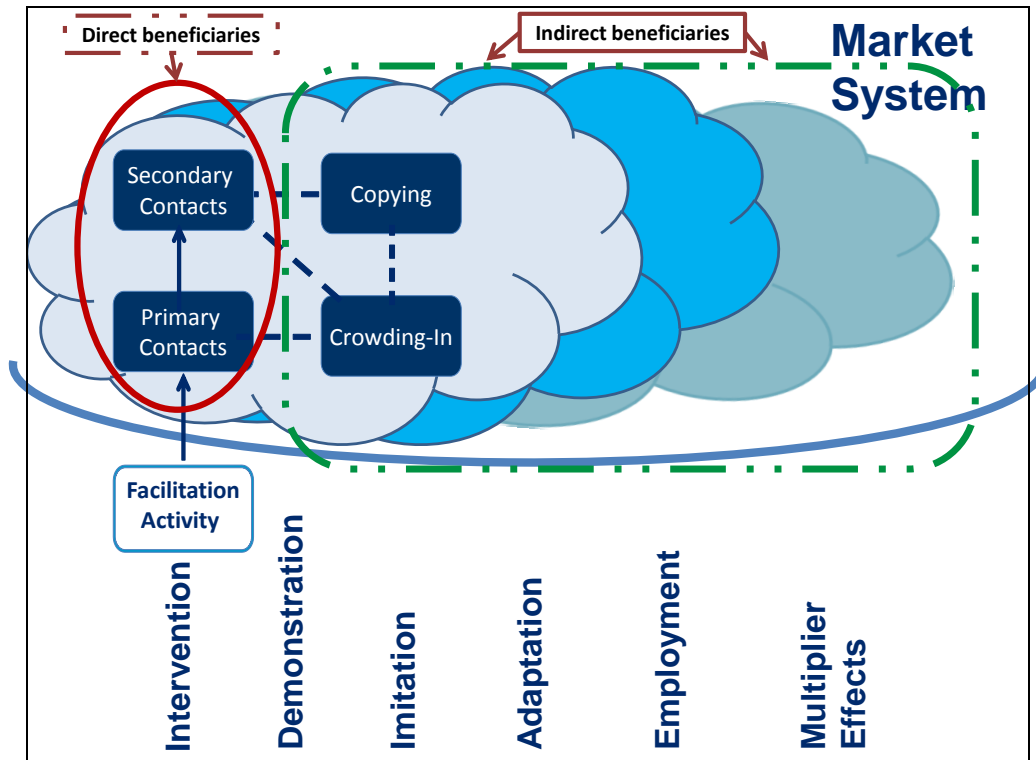 Direct beneficiaries
Indirect beneficiaries
Market
System
Secondary
Contacts
Copying
Primary
Contacts
Crowding-In
Facilitation
Activity
Intervention
Demonstration
Imitation
Adaptation
Employment
Multiplier
Effects